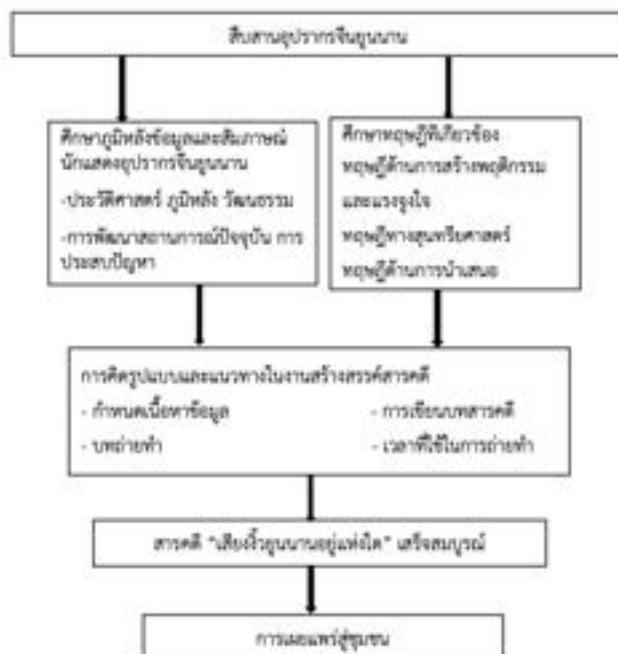 สืบสานอุปรากรจีนยูนนาน
ศึกษาภูมิหลังข้อมูลและสัมภาษณ์
นักแสดงอุปรากรจีนยูนนาน
-ประวัติศาสตร์ ภูมิหลัง วัฒนธรรม
-การพัฒนาสถานการณ์ปัจจุบัน การ
ประสบปัญหา
ศึกษาทฤษฎีที่เกี่ยวข้อง
ทฤษฎีด้านการสร้างพฤติกรรม
และแรงจูงใจ
ทฤษฎีทางสุนทรียศาสตร์
ทฤษฎีด้านการนำเสนอ
การคิดรูปแบบและแนวทางในงานสร้างสรรค์สารคดี
- กำหนดเนื้อหาข้อมูล
- การเขียนบทสารคดี
- บทถ่ายทำ
- เวลาที่ใช้ในการถ่ายทำ
สารคดี "เสียงงิ้วยูนนานอยู่แห่งใด" เสร็จสมบูรณ์
การเผยแพร่สู่ชุมชน